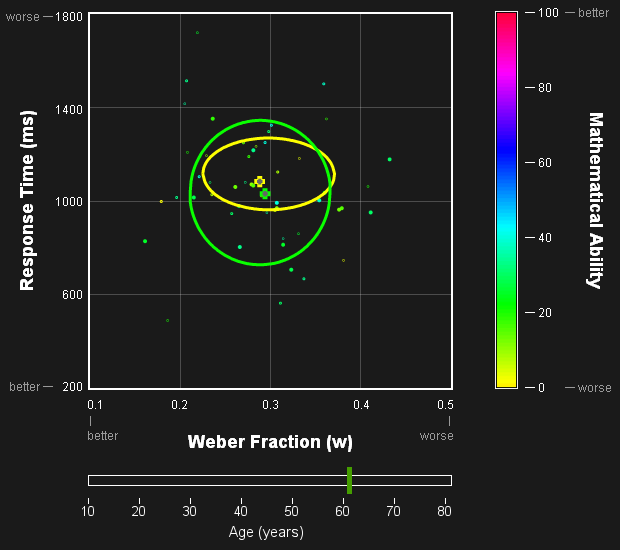 worse
1800
1400
1000
600
200
better
Response Time (ms)
0.1 0.2 0.3 0.4 0.5
better
worse
Weber Fraction (w)
10 20 30 40 50 60 70 80
Age (years)
100
80
60
40
20
0
better
worse
Mathematical Ability